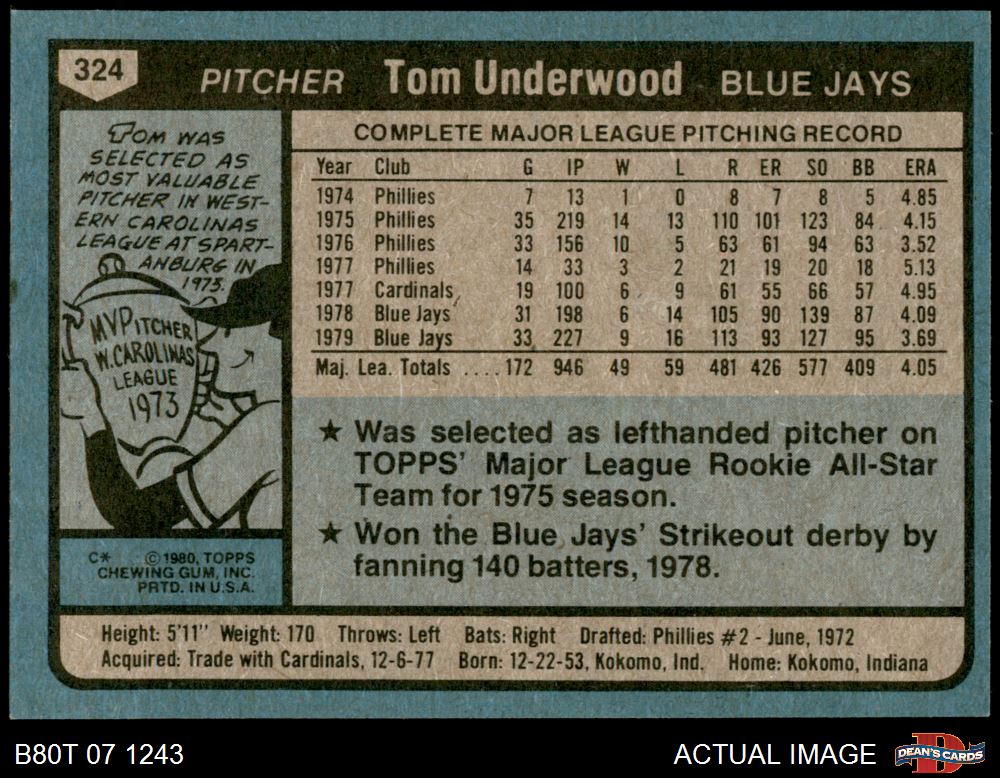 324 PITCHER Tom Underwood BLUE JAYS
TOM WAS
SELECTED AS
MOST VALUABLE
PITCHER IN WEST-
ERN CAROLINAS
LEAGUE AT SPART-
ANBURG IN
1973.
MVPITCHER
W. CAROLINAS
LEAGUE
1973
C* © 1980, TOPPS
CHEWING GUM, INC.
PRTD. IN U.S.A.
COMPLETE MAJOR LEAGUE PITCHING RECORD
Year Club G IP W L R ER SO BB ERA
1974 Phillies 7 13 1 0 8 7 8 5 4.85
1975 Phillies 35 219 14 13 110 101 123 84 4.15
1976 Phillies 33 156 10 5 63 61 94 63 3.52
1977 Phillies 14 33 3 2 21 19 20 18 5.13
1977 Cardinals 19 100 6 9 61 55 66 57 4.95
1978 Blue Jays 31 198 6 14 105 90 139 87 4.09
1979 Blue Jays 33 227 9 16 113 93 127 95 3.69
Maj. Lea. Totals ....172 946 49 59 481 426 577 409 4.05
★ Was selected as lefthanded pitcher on
TOPPS' Major League Rookie All-Star
Team for 1975 season.
★ Won the Blue Jays' Strikeout derby by
fanning 140 batters, 1978.
Height: 5'11" Weight: 170 Throws: Left Bats: Right Drafted: Phillies #2 - June, 1972
Acquired: Trade with Cardinals, 12-6-77 Born: 12-22-53, Kokomo, Ind. Home: Kokomo, Indiana
B80T 07 1243 ACTUAL IMAGE DEAN'S CARDS